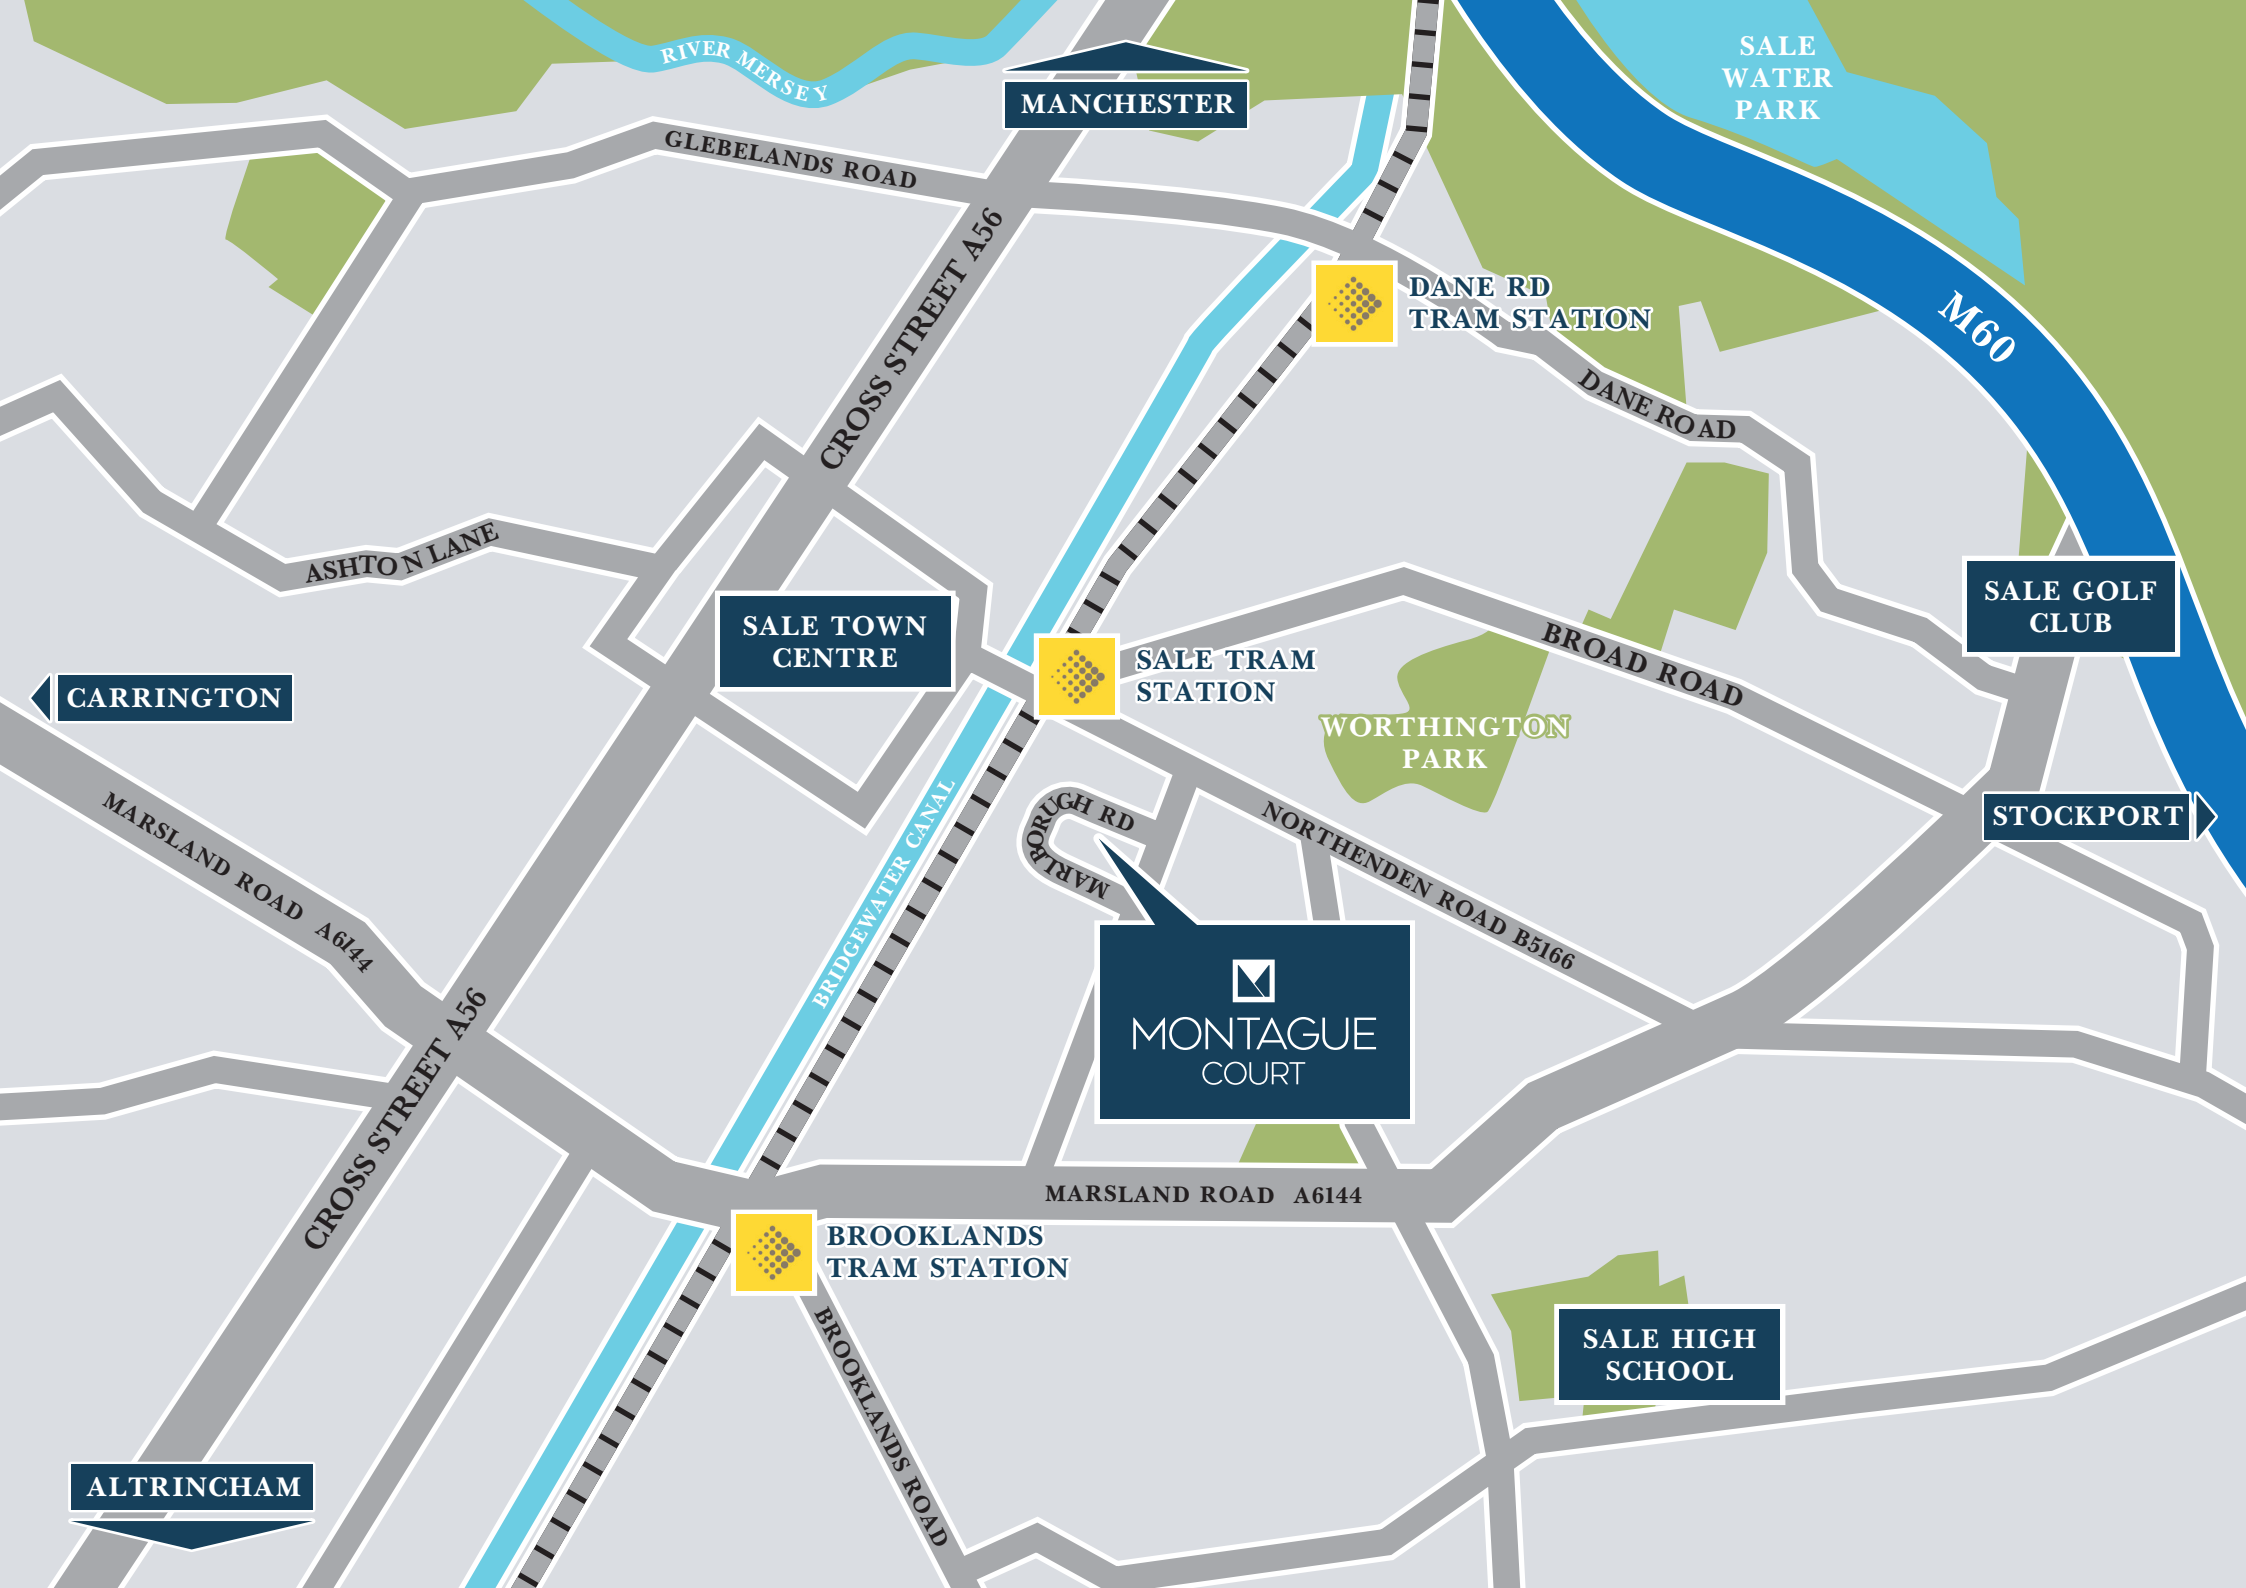 RIVER MERSEY
MANCHESTER
SALE
WATER
PARK
GLEBELANDS ROAD
CROSS STREET A56
DANE RD
TRAM STATION
M60
DANE ROAD
ASHTON LANE
SALE TOWN
CENTRE
SALE GOLF
CLUB
BROAD ROAD
SALE TRAM
STATION
CARRINGTON
WORTHINGTON
PARK
MARSLAND ROAD A6144
BRIDGEWATER CANAL
MARLBOROUGH RD
NORTHENDEN ROAD B5166
STOCKPORT
MONTAGUE
COURT
CROSS STREET A56
MARSLAND ROAD A6144
BROOKLANDS
TRAM STATION
BROOKLANDS ROAD
SALE HIGH
SCHOOL
ALTRINCHAM